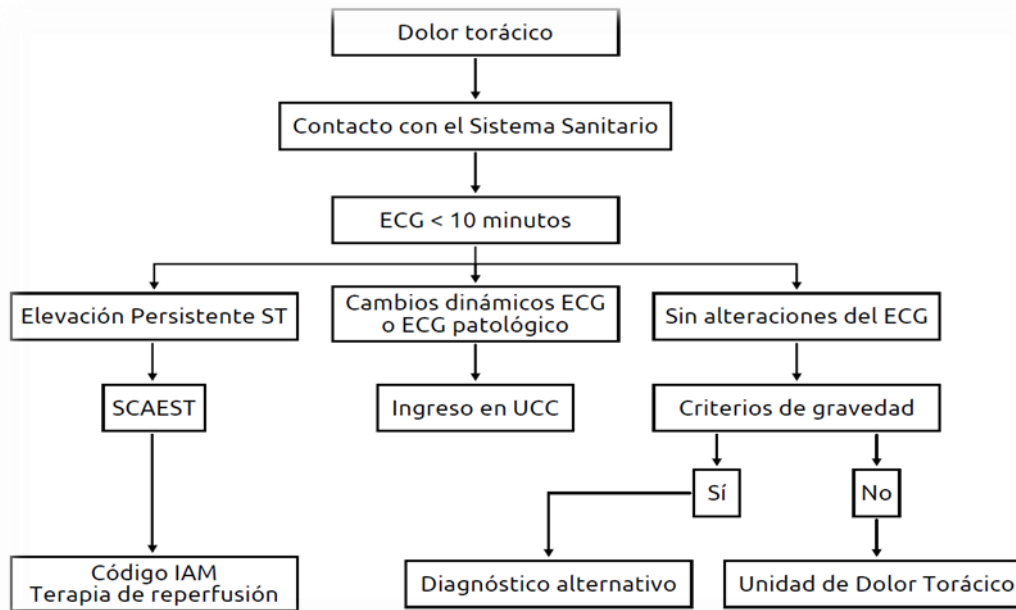 Dolor torácico
Contacto con el Sistema Sanitario
ECG < 10 minutos
Elevación Persistente ST
Cambios dinámicos ECG
o ECG patológico
Sin alteraciones del ECG
SCAEST
Ingreso en UCC
Criterios de gravedad
Sí
No
Código IAM
Terapia de reperfusión
Diagnóstico alternativo
Unidad de Dolor Torácico